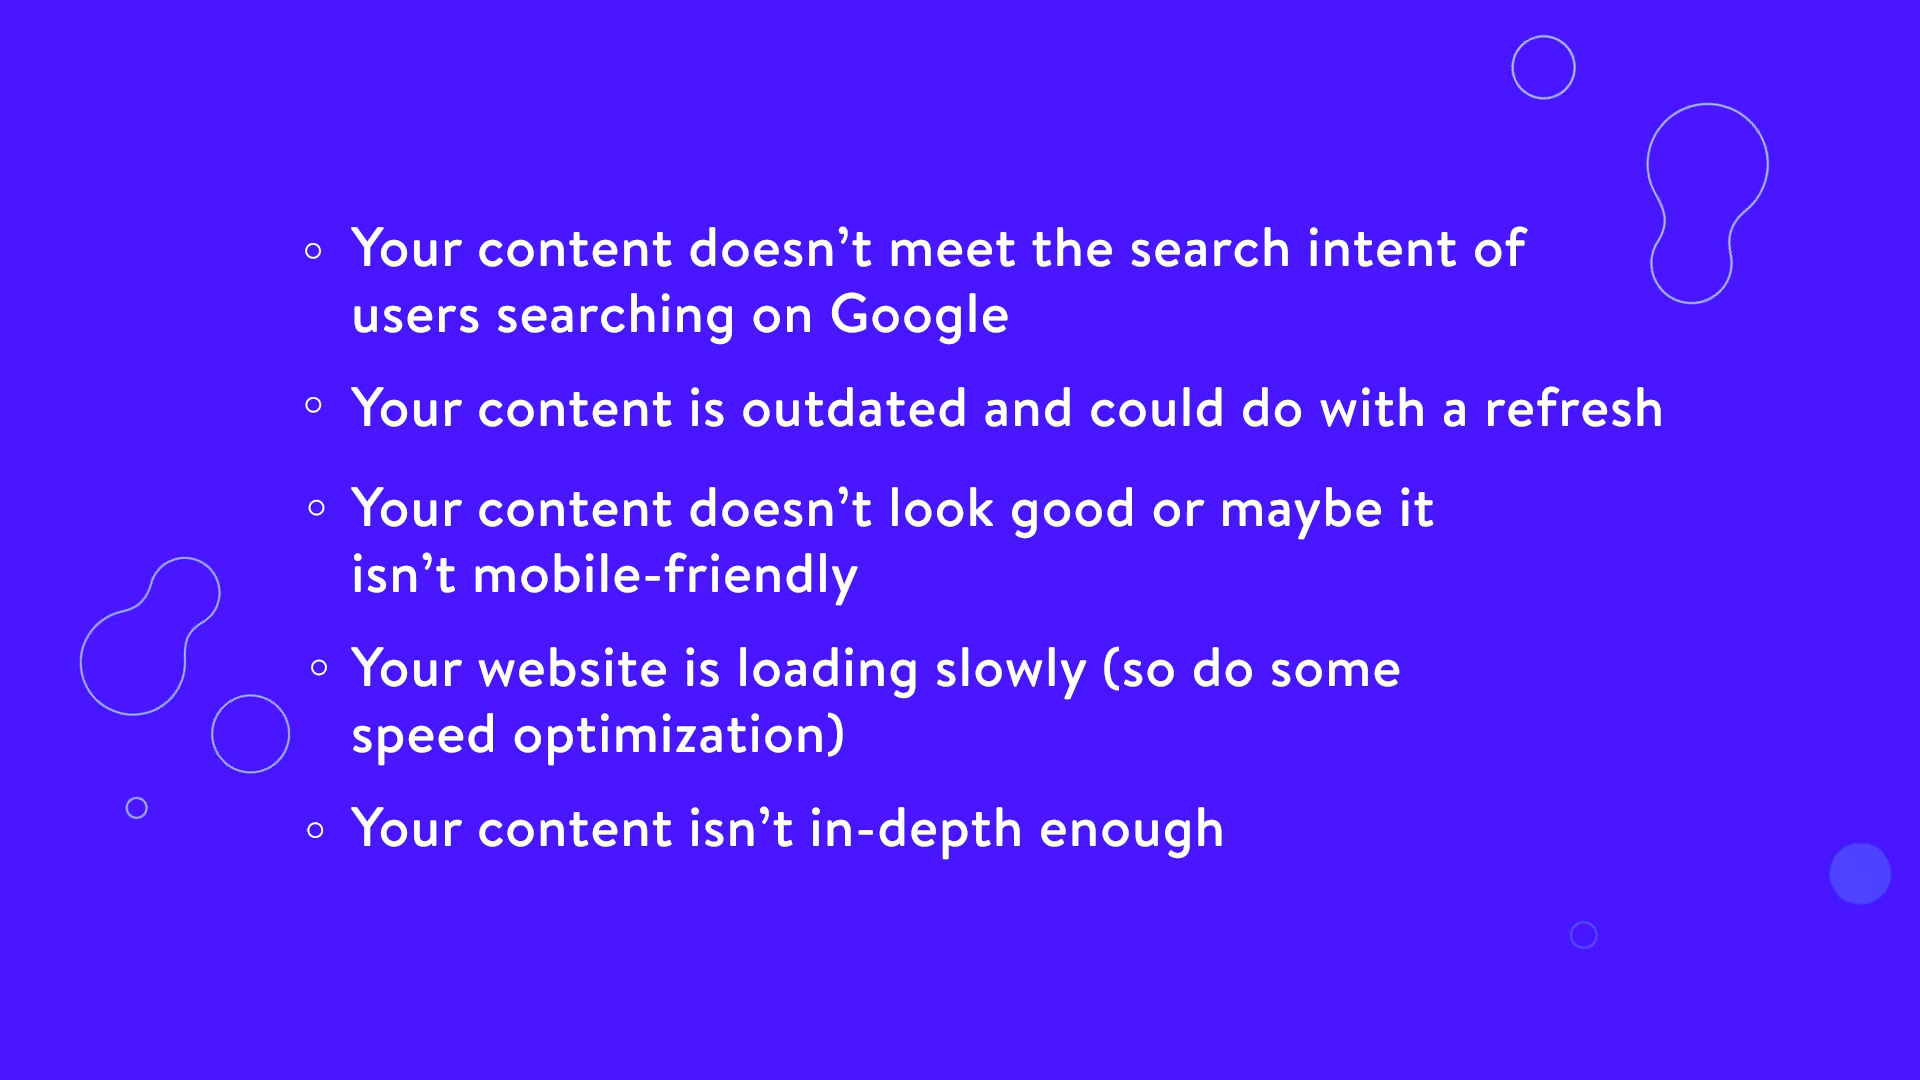 Your content doesn’t meet the search intent of
users searching on Google
Your content is outdated and could do with a refresh
Your content doesn’t look good or maybe it
isn’t mobile-friendly
Your website is loading slowly (so do some
speed optimization)
Your content isn’t in-depth enough